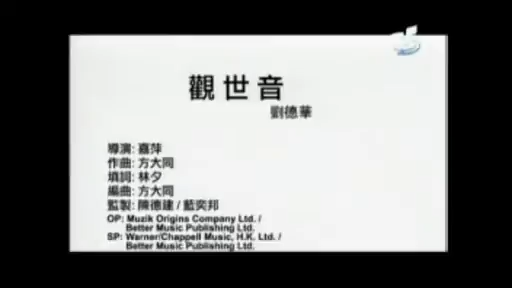 觀世音
劉德華
導演: 嘉萍
作曲: 方大同
填詞: 林夕
編曲: 方大同
監製: 陳德建 / 藍奕邦
OP: Muzik Origins Company Ltd. /
Better Music Publishing Ltd.
SP: Warner/Chappell Music, H.K. Ltd. /
Better Music Publishing Ltd.